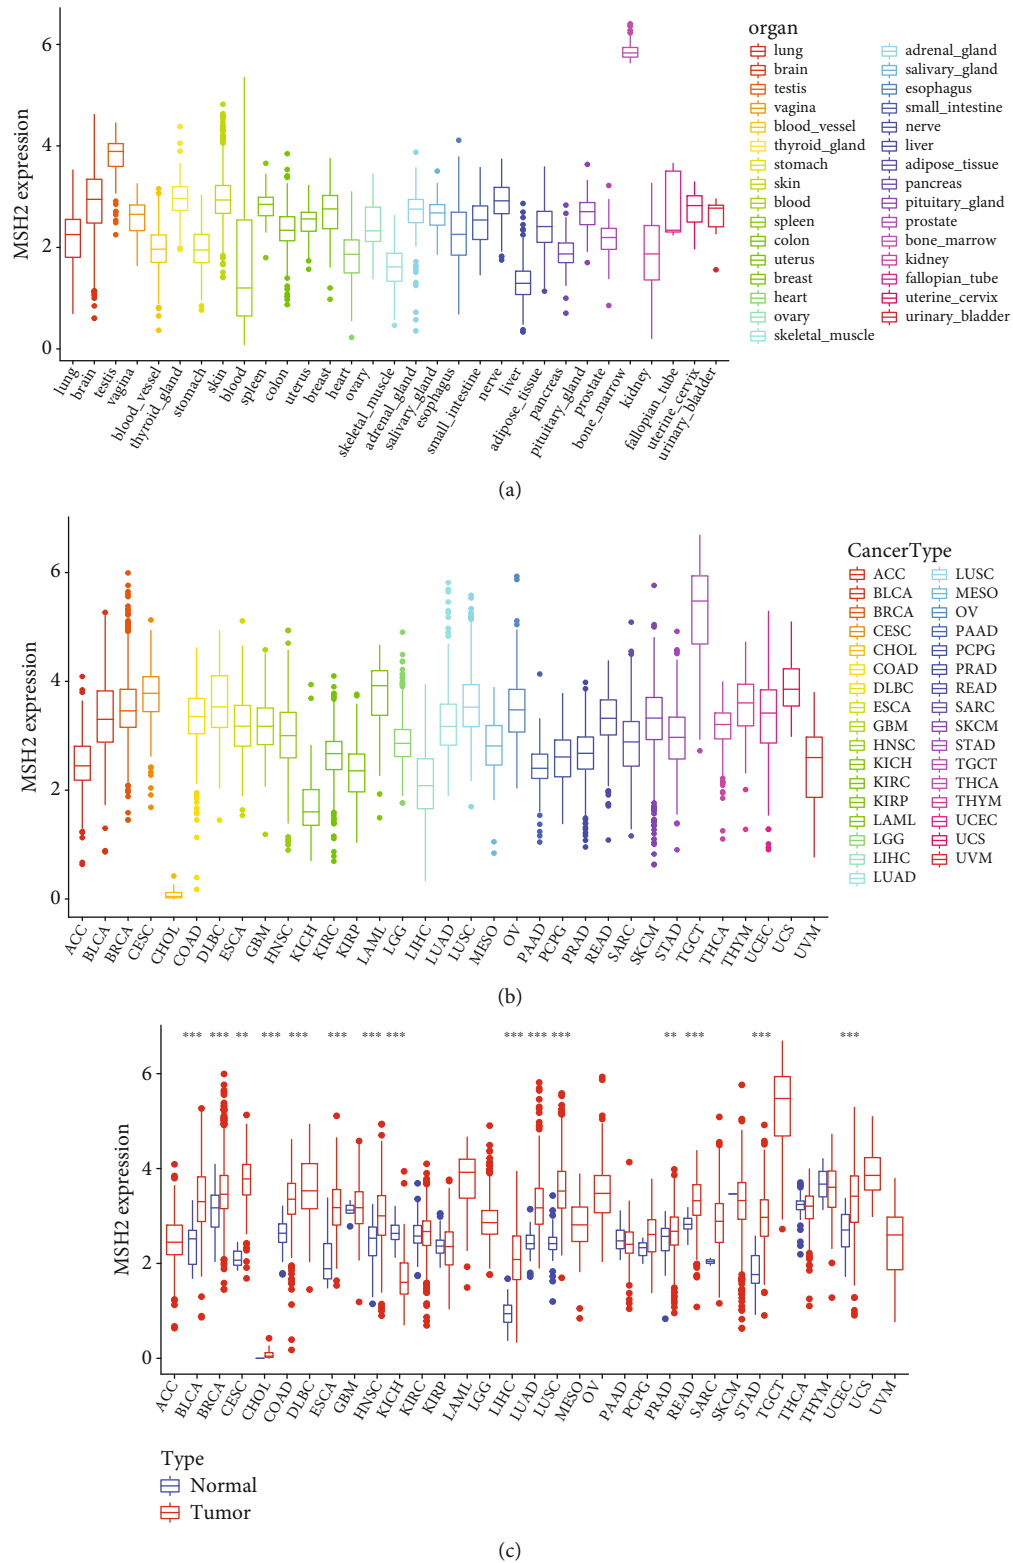 MSH2 expression
6
4
2
0
lung
brain
testis
vagina
blood_vessel
thyroid_gland
stomach
skin
blood
spleen
colon
uterus
breast
heart
ovary
skeletal_muscle
adrenal_gland
salivary_gland
esophagus
small_intestine
nerve
liver
adipose_tissue
pancreas
pituitary_gland
prostate
bone_marrow
kidney
fallopian_tube
uterine_cervix
urinary_bladder
organ
lung
brain
testis
vagina
blood_vessel
thyroid_gland
stomach
skin
blood
spleen
colon
uterus
breast
heart
ovary
skeletal_muscle
adrenal_gland
salivary_gland
esophagus
small_intestine
nerve
liver
adipose_tissue
pancreas
pituitary_gland
prostate
bone_marrow
kidney
fallopian_tube
uterine_cervix
urinary_bladder
(a)
MSH2 expression
6
4
2
0
ACC
BLCA
BRCA
CESC
CHOL
COAD
DLBC
ESCA
GBM
HNSC
KICH
KIRC
KIRP
LAML
LGG
LIHC
LUAD
LUSC
MESO
OV
PAAD
PCPG
PRAD
READ
SARC
SKCM
STAD
TGCT
THCA
THYM
UCEC
UCS
UVM
CancerType
ACC
BLCA
BRCA
CESC
CHOL
COAD
DLBC
ESCA
GBM
HNSC
KICH
KIRC
KIRP
LAML
LGG
LIHC
LUAD
LUSC
MESO
OV
PAAD
PCPG
PRAD
READ
SARC
SKCM
STAD
TGCT
THCA
THYM
UCEC
UCS
UVM
(b)
*** *** ** *** *** *** *** *** *** *** *** ** *** *** ***
MSH2 expression
6
4
2
0
ACC
BLCA
BRCA
CESC
CHOL
COAD
DLBC
ESCA
GBM
HNSC
KICH
KIRC
KIRP
LAML
LGG
LIHC
LUAD
LUSC
MESO
OV
PAAD
PCPG
PRAD
READ
SARC
SKCM
STAD
TGCT
THCA
THYM
UCEC
UCS
UVM
Type
Normal
Tumor
(c)